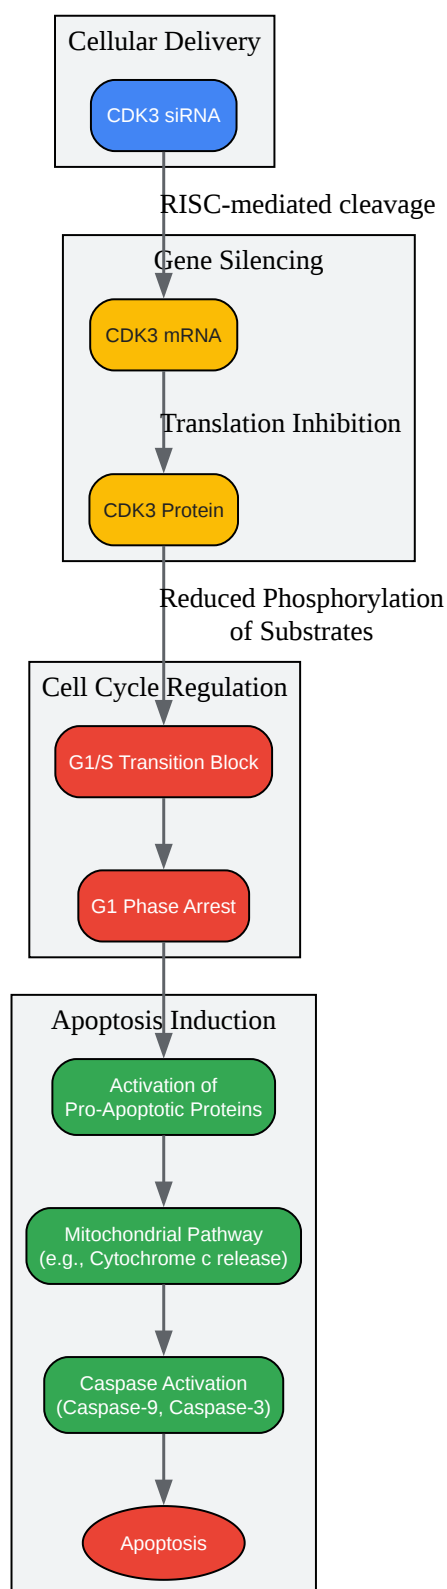 Cellular Delivery
CDK3 siRNA
RISC-mediated cleavage
Gene Silencing
CDK3 mRNA
Translation Inhibition
CDK3 Protein
Reduced Phosphorylation
of Substrates
Cell Cycle Regulation
G1/S Transition Block
G1 Phase Arrest
Apoptosis Induction
Activation of
Pro-Apoptotic Proteins
Mitochondrial Pathway
(e.g., Cytochrome c release)
Caspase Activation
(Caspase-9, Caspase-3)
Apoptosis